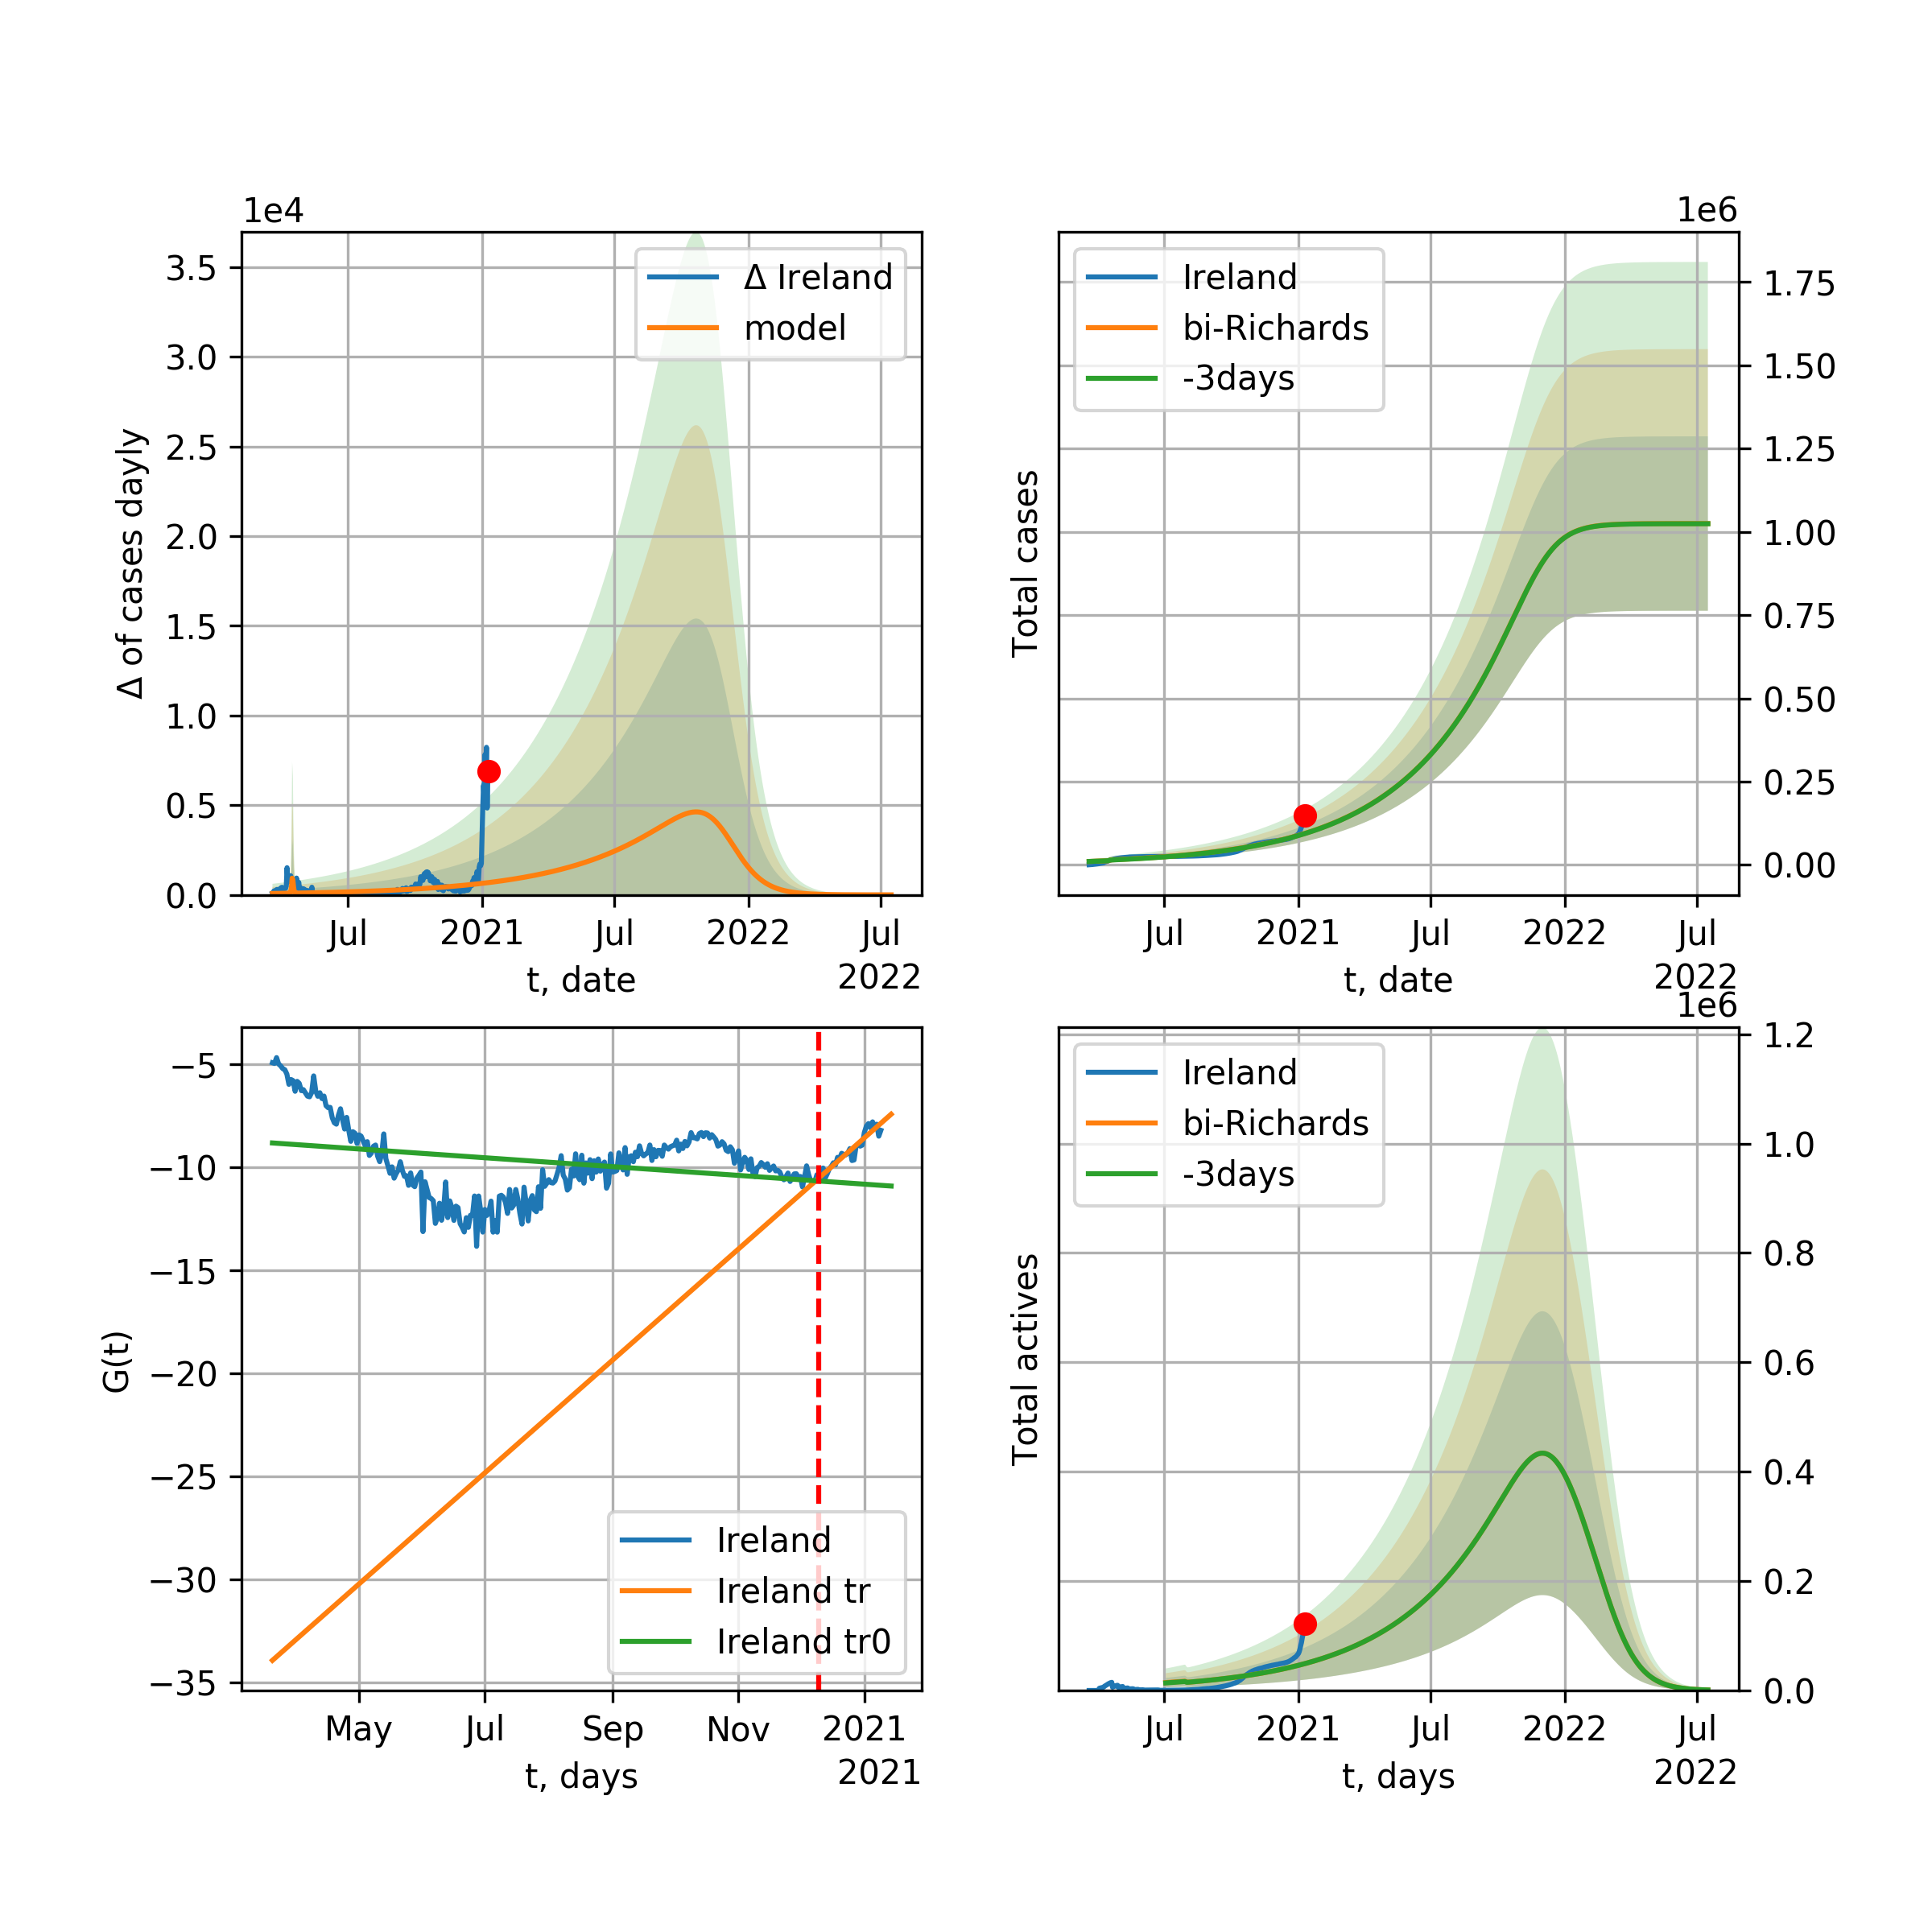 1e4
3.5
3.0
2.5
2.0
1.5
1.0
0.5
0.0
Δ of cases dayly
Δ Ireland
model
Jul 2021 Jul 2022 Jul
2022
t, date
1e6
Ireland
bi-Richards
-3days
Total cases
1.75
1.50
1.25
1.00
0.75
0.50
0.25
0.00
Jul 2021 Jul 2022 Jul
2022
t, date
−5
−10
−15
−20
−25
−30
−35
G(t)
Ireland
Ireland tr
Ireland tr0
May Jul Sep Nov 2021
2021
t, days
1e6
Ireland
bi-Richards
-3days
Total actives
1.2
1.0
0.8
0.6
0.4
0.2
0.0
Jul 2021 Jul 2022 Jul
2022
t, days